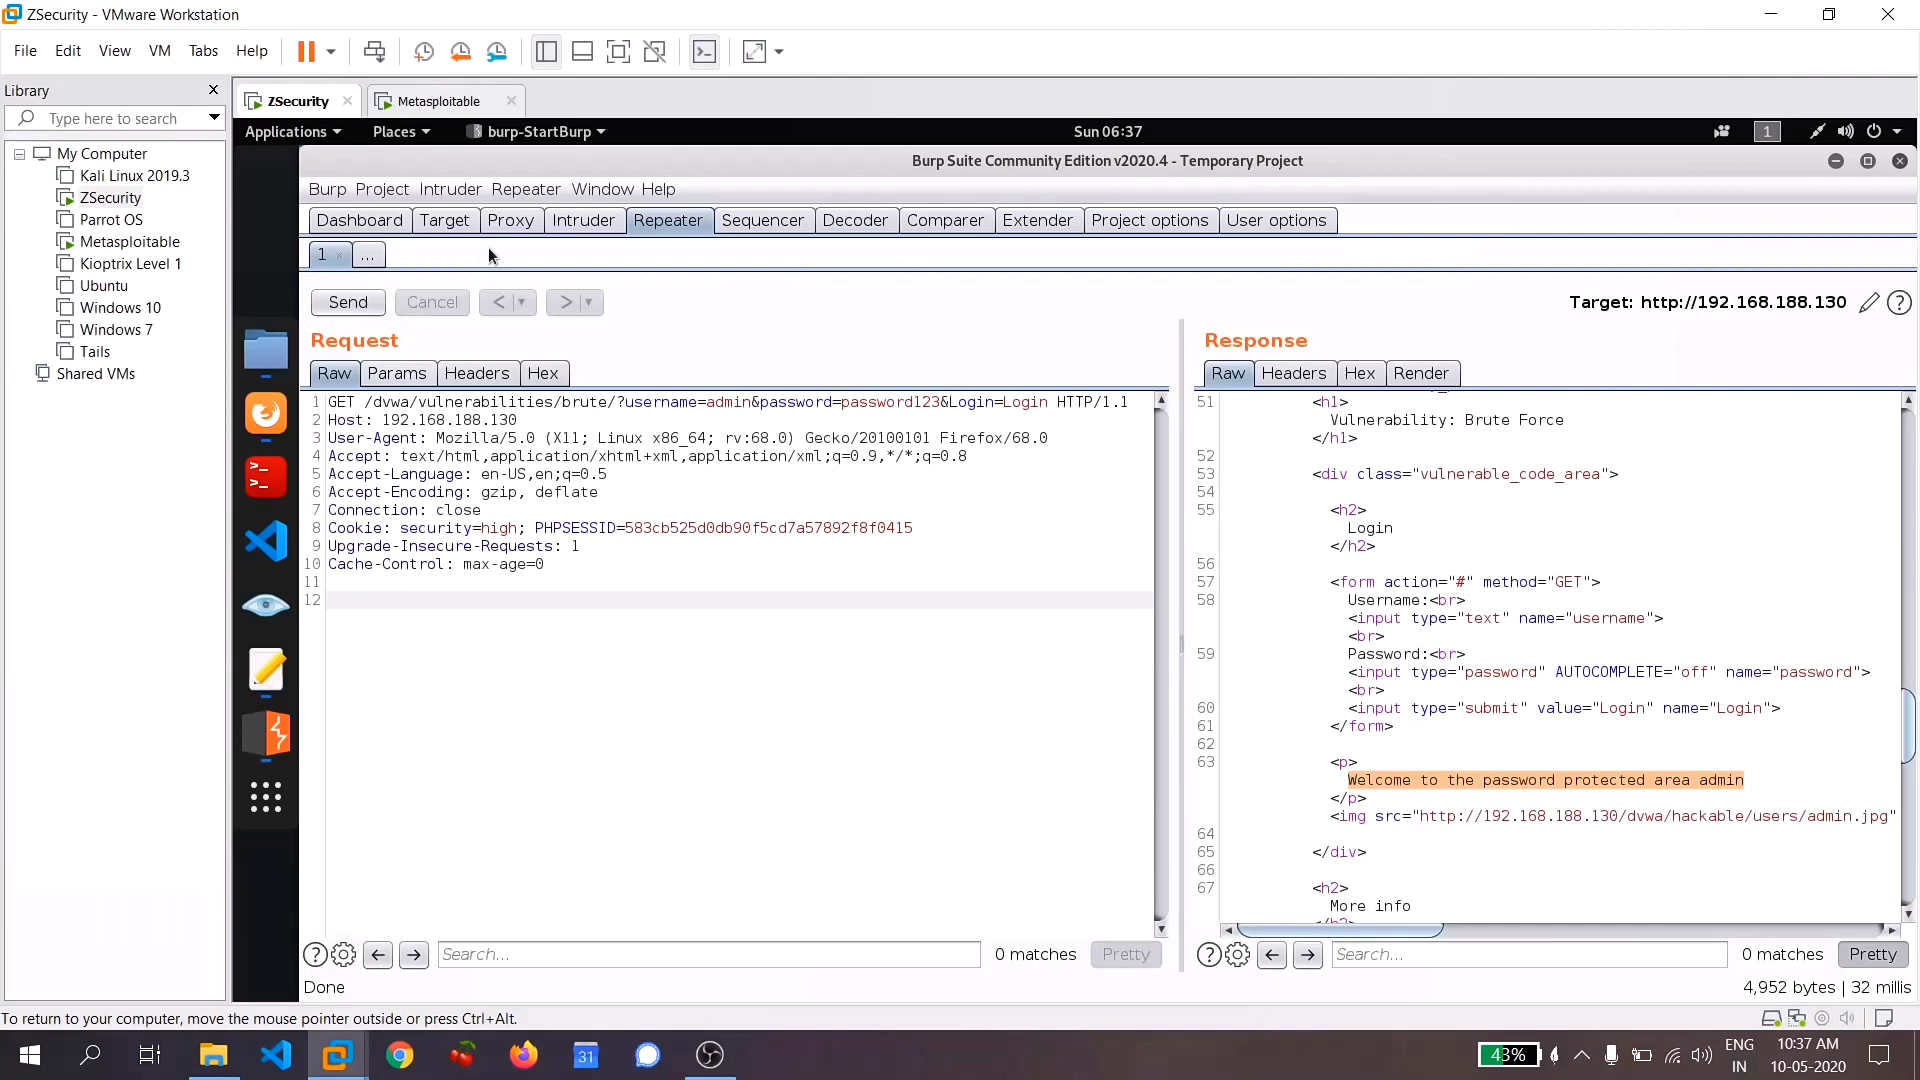 ZSecurity - VMware Workstation
File Edit View VM Tabs Help
Library
Type here to search
My Computer
Kali Linux 2019.3
ZSecurity
Parrot OS
Metasploitable
Kioptrix Level 1
Ubuntu
Windows 10
Windows 7
Tails
Shared VMs
ZSecurity Metasploitable
Applications Places burp-StartBurp Sun 06:37 1
Burp Suite Community Edition v2020.4 - Temporary Project
Burp Project Intruder Repeater Window Help
Dashboard Target Proxy Intruder Repeater Sequencer Decoder Comparer Extender Project options User options
1 × ...
Send Cancel < > Target: http://192.168.188.130
Request
Raw Params Headers Hex
1 GET /dvwa/vulnerabilities/brute/?username=admin&password=password123&Login=Login HTTP/1.1
2 Host: 192.168.188.130
3 User-Agent: Mozilla/5.0 (X11; Linux x86_64; rv:68.0) Gecko/20100101 Firefox/68.0
4 Accept: text/html,application/xhtml+xml,application/xml;q=0.9,*/*;q=0.8
5 Accept-Language: en-US,en;q=0.5
6 Accept-Encoding: gzip, deflate
7 Connection: close
8 Cookie: security=high; PHPSESSID=583cb525d0db90f5cd7a57892f8f0415
9 Upgrade-Insecure-Requests: 1
10 Cache-Control: max-age=0
11
12
Search... 0 matches Pretty
Done
Response
Raw Headers Hex Render
51 <h1>
Vulnerability: Brute Force
</h1>
52
53 <div class="vulnerable_code_area">
54
55 <h2>
Login
</h2>
56
57 <form action="#" method="GET">
58 Username:<br>
<input type="text" name="username">
<br>
59 Password:<br>
<input type="password" AUTOCOMPLETE="off" name="password">
<br>
60 <input type="submit" value="Login" name="Login">
61 </form>
62
63 <p>
Welcome to the password protected area admin
</p>
<img src="http://192.168.188.130/dvwa/hackable/users/admin.jpg"
64
65 </div>
66
67 <h2>
More info
Search... 0 matches Pretty
4,952 bytes | 32 millis
To return to your computer, move the mouse pointer outside or press Ctrl+Alt.
31
43%
ENG
IN
10:37 AM
10-05-2020